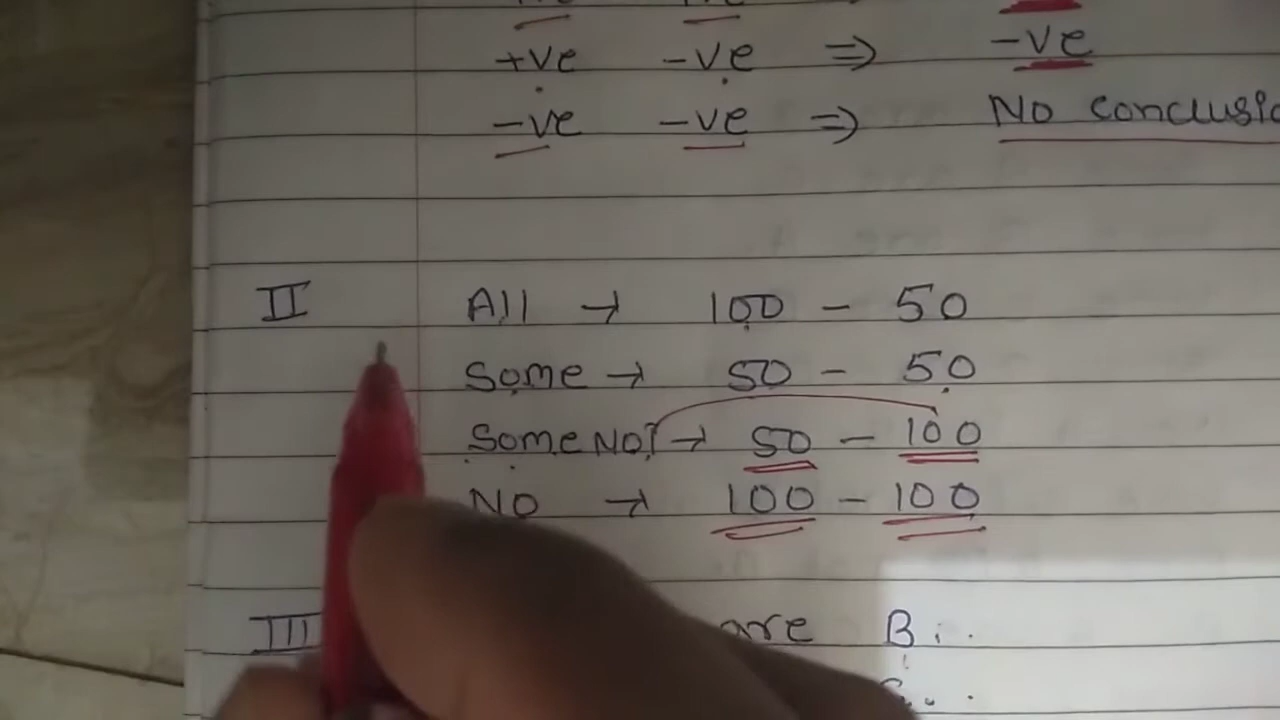 +ve -ve ⇒ -ve
-ve -ve ⇒ No
II All → 100 - 50
Some → 50 - 50
Some Not → 50 - 100
No → 100 - 100
III are B.